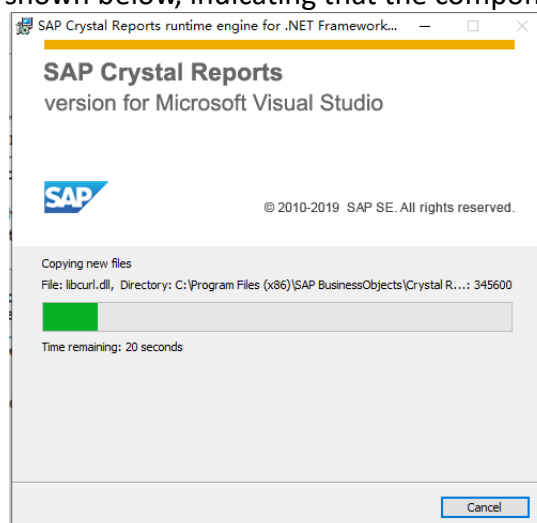 shown below, indicating that the compon
SAP Crystal Reports runtime engine for .NET Framework...
SAP Crystal Reports
version for Microsoft Visual Studio
SAP
© 2010-2019 SAP SE. All rights reserved.
Copying new files
File: libcurl.dll, Directory: C:\Program Files (x86)\SAP BusinessObjects\Crystal R...: 345600
Time remaining: 20 seconds
Cancel